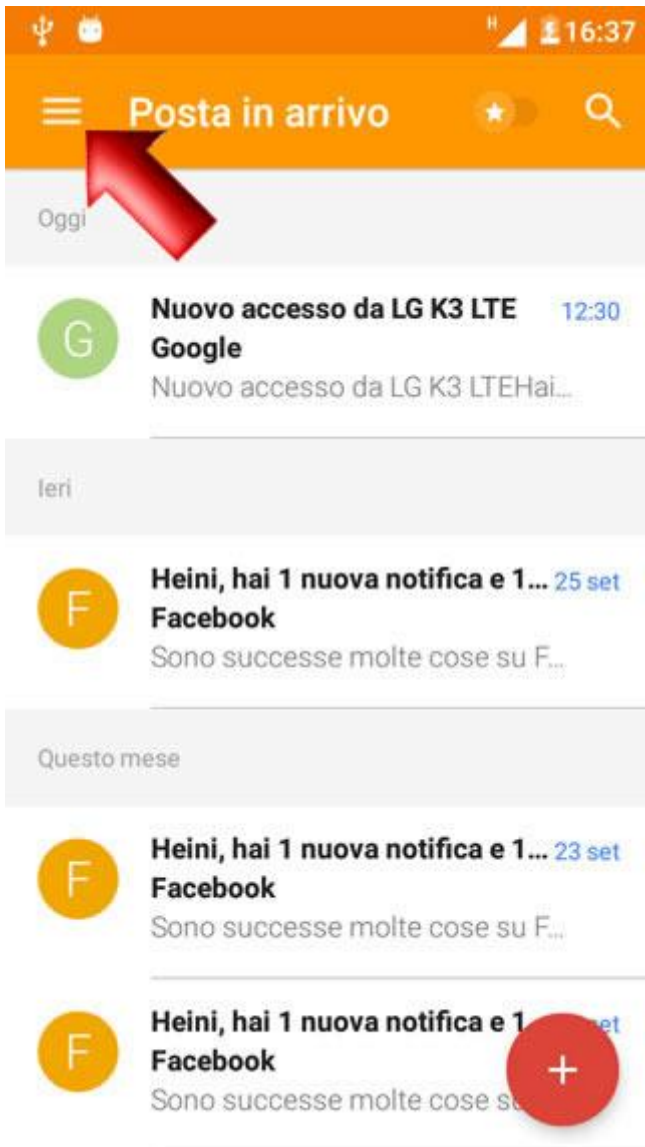 H 16:37
Posta in arrivo
Oggi
G
Nuovo accesso da LG K3 LTE 12:30
Google
Nuovo accesso da LG K3 LTEHai...
Ieri
F
Heini, hai 1 nuova notifica e 1... 25 set
Facebook
Sono successe molte cose su F...
Questo mese
F
Heini, hai 1 nuova notifica e 1... 23 set
Facebook
Sono successe molte cose su F...
F
Heini, hai 1 nuova notifica e 1
Facebook
Sono successe molte cose
+